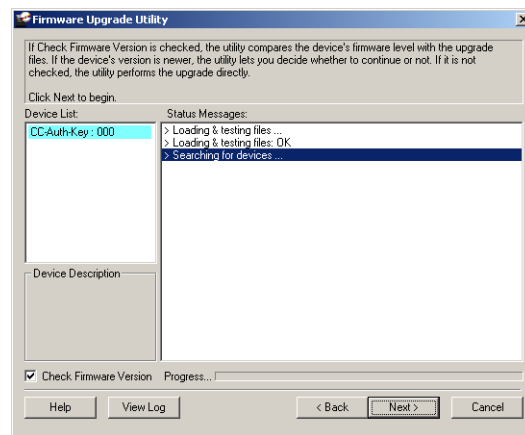 Firmware Upgrade Utility
If Check Firmware Version is checked, the utility compares the device's firmware level with the upgrade
files. If the device's version is newer, the utility lets you decide whether to continue or not. If it is not
checked, the utility performs the upgrade directly.
Click Next to begin.
Device List:
Status Messages:
CC-Auth-Key : 000
> Loading & testing files ...
> Loading & testing files: OK
> Searching for devices ...
Device Description
Check Firmware Version
Progress...
Help
View Log
< Back
Next >
Cancel